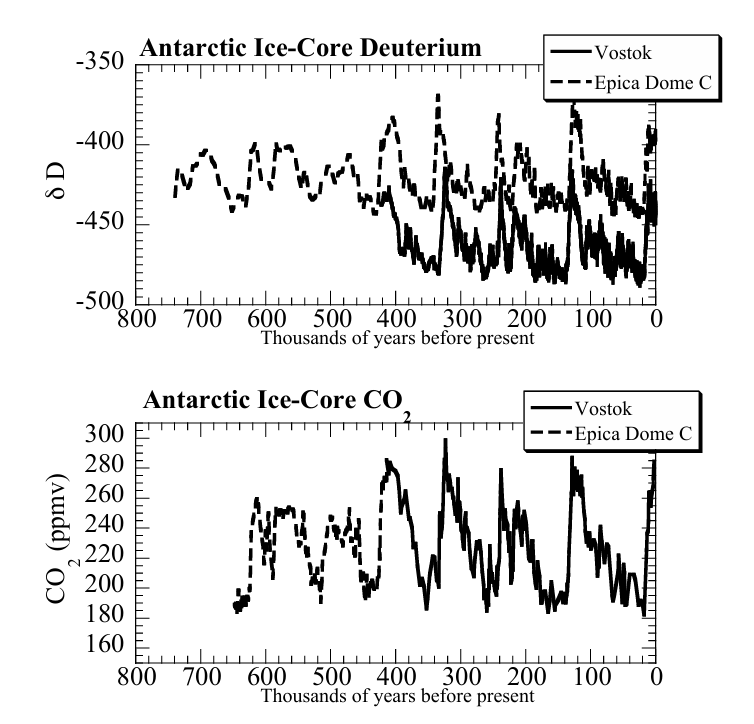 Antarctic Ice-Core Deuterium
Vostok
Epica Dome C
δ D
-350
-400
-450
-500
800 700 600 500 400 300 200 100 0
Thousands of years before present
Antarctic Ice-Core CO2
Vostok
Epica Dome C
CO2 (ppmv)
300
280
260
240
220
200
180
160
800 700 600 500 400 300 200 100 0
Thousands of years before present